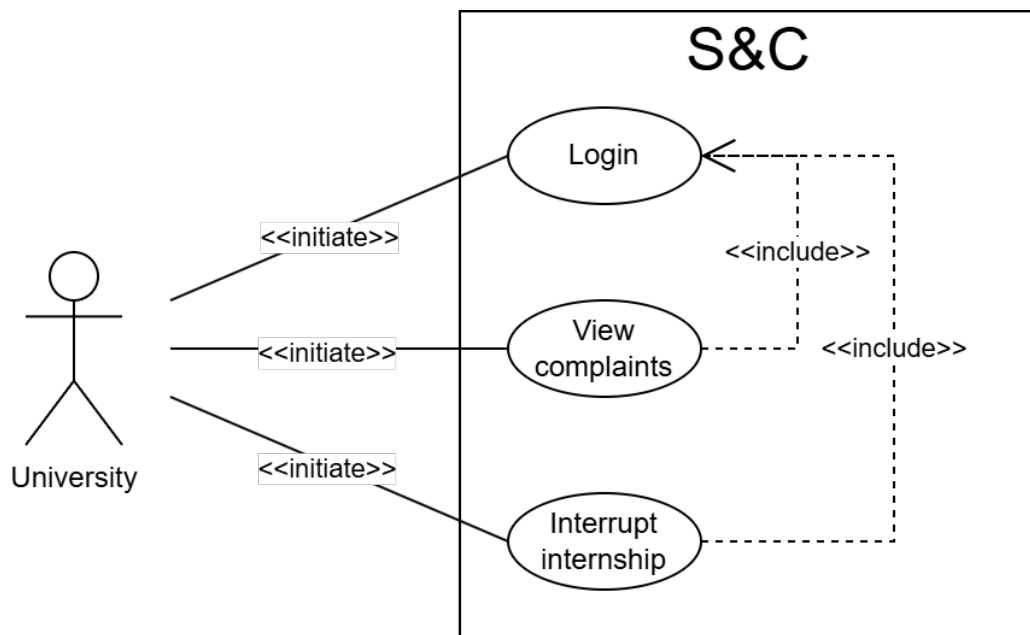 S&C
Login
<<initiate>>
<<include>>
View
complaints
<<initiate>>
<<include>>
<<initiate>>
University
Interrupt
internship